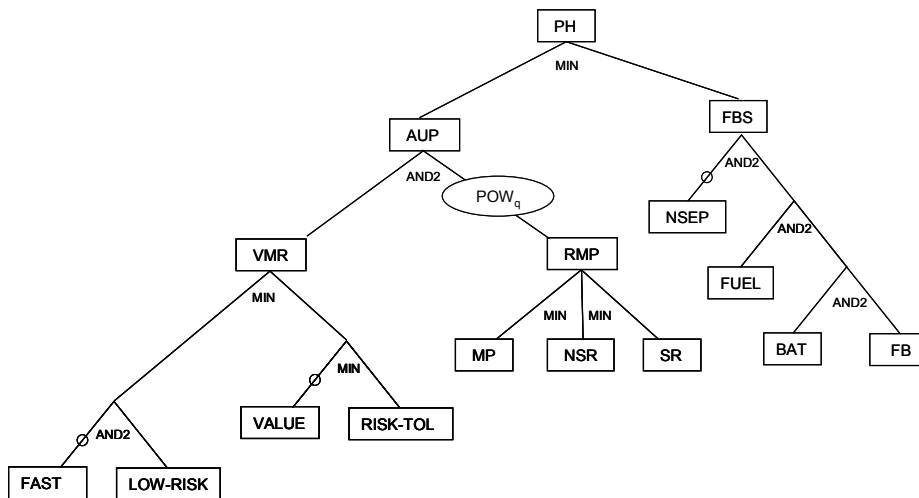 PH
MIN
FBS
AUP
AND2
AND2
POWq
NSEP
VMR
RMP
AND2
FUEL
MIN
MIN MIN
AND2
MP
NSR
SR
BAT
FB
MIN
VALUE
RISK-TOL
AND2
FAST
LOW-RISK